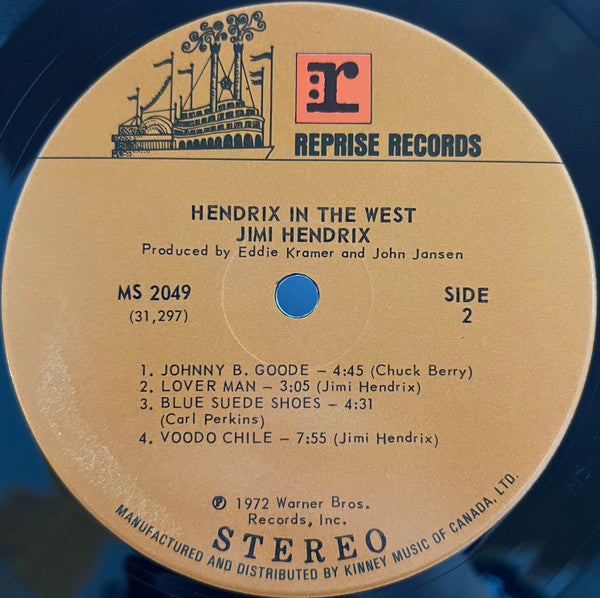 r
REPRISE RECORDS
HENDRIX IN THE WEST
JIMI HENDRIX
Produced by Eddie Kramer and John Jansen
MS 2049
(31,297)
SIDE
2
1. JOHNNY B. GOODE – 4:45 (Chuck Berry)
2. LOVER MAN – 3:05 (Jimi Hendrix)
3. BLUE SUEDE SHOES – 4:31
(Carl Perkins)
4. VOODO CHILE – 7:55 (Jimi Hendrix)
℗ 1972 Warner Bros.
Records, Inc.
STEREO
MANUFACTURED AND DISTRIBUTED BY KINNEY MUSIC OF CANADA, LTD.